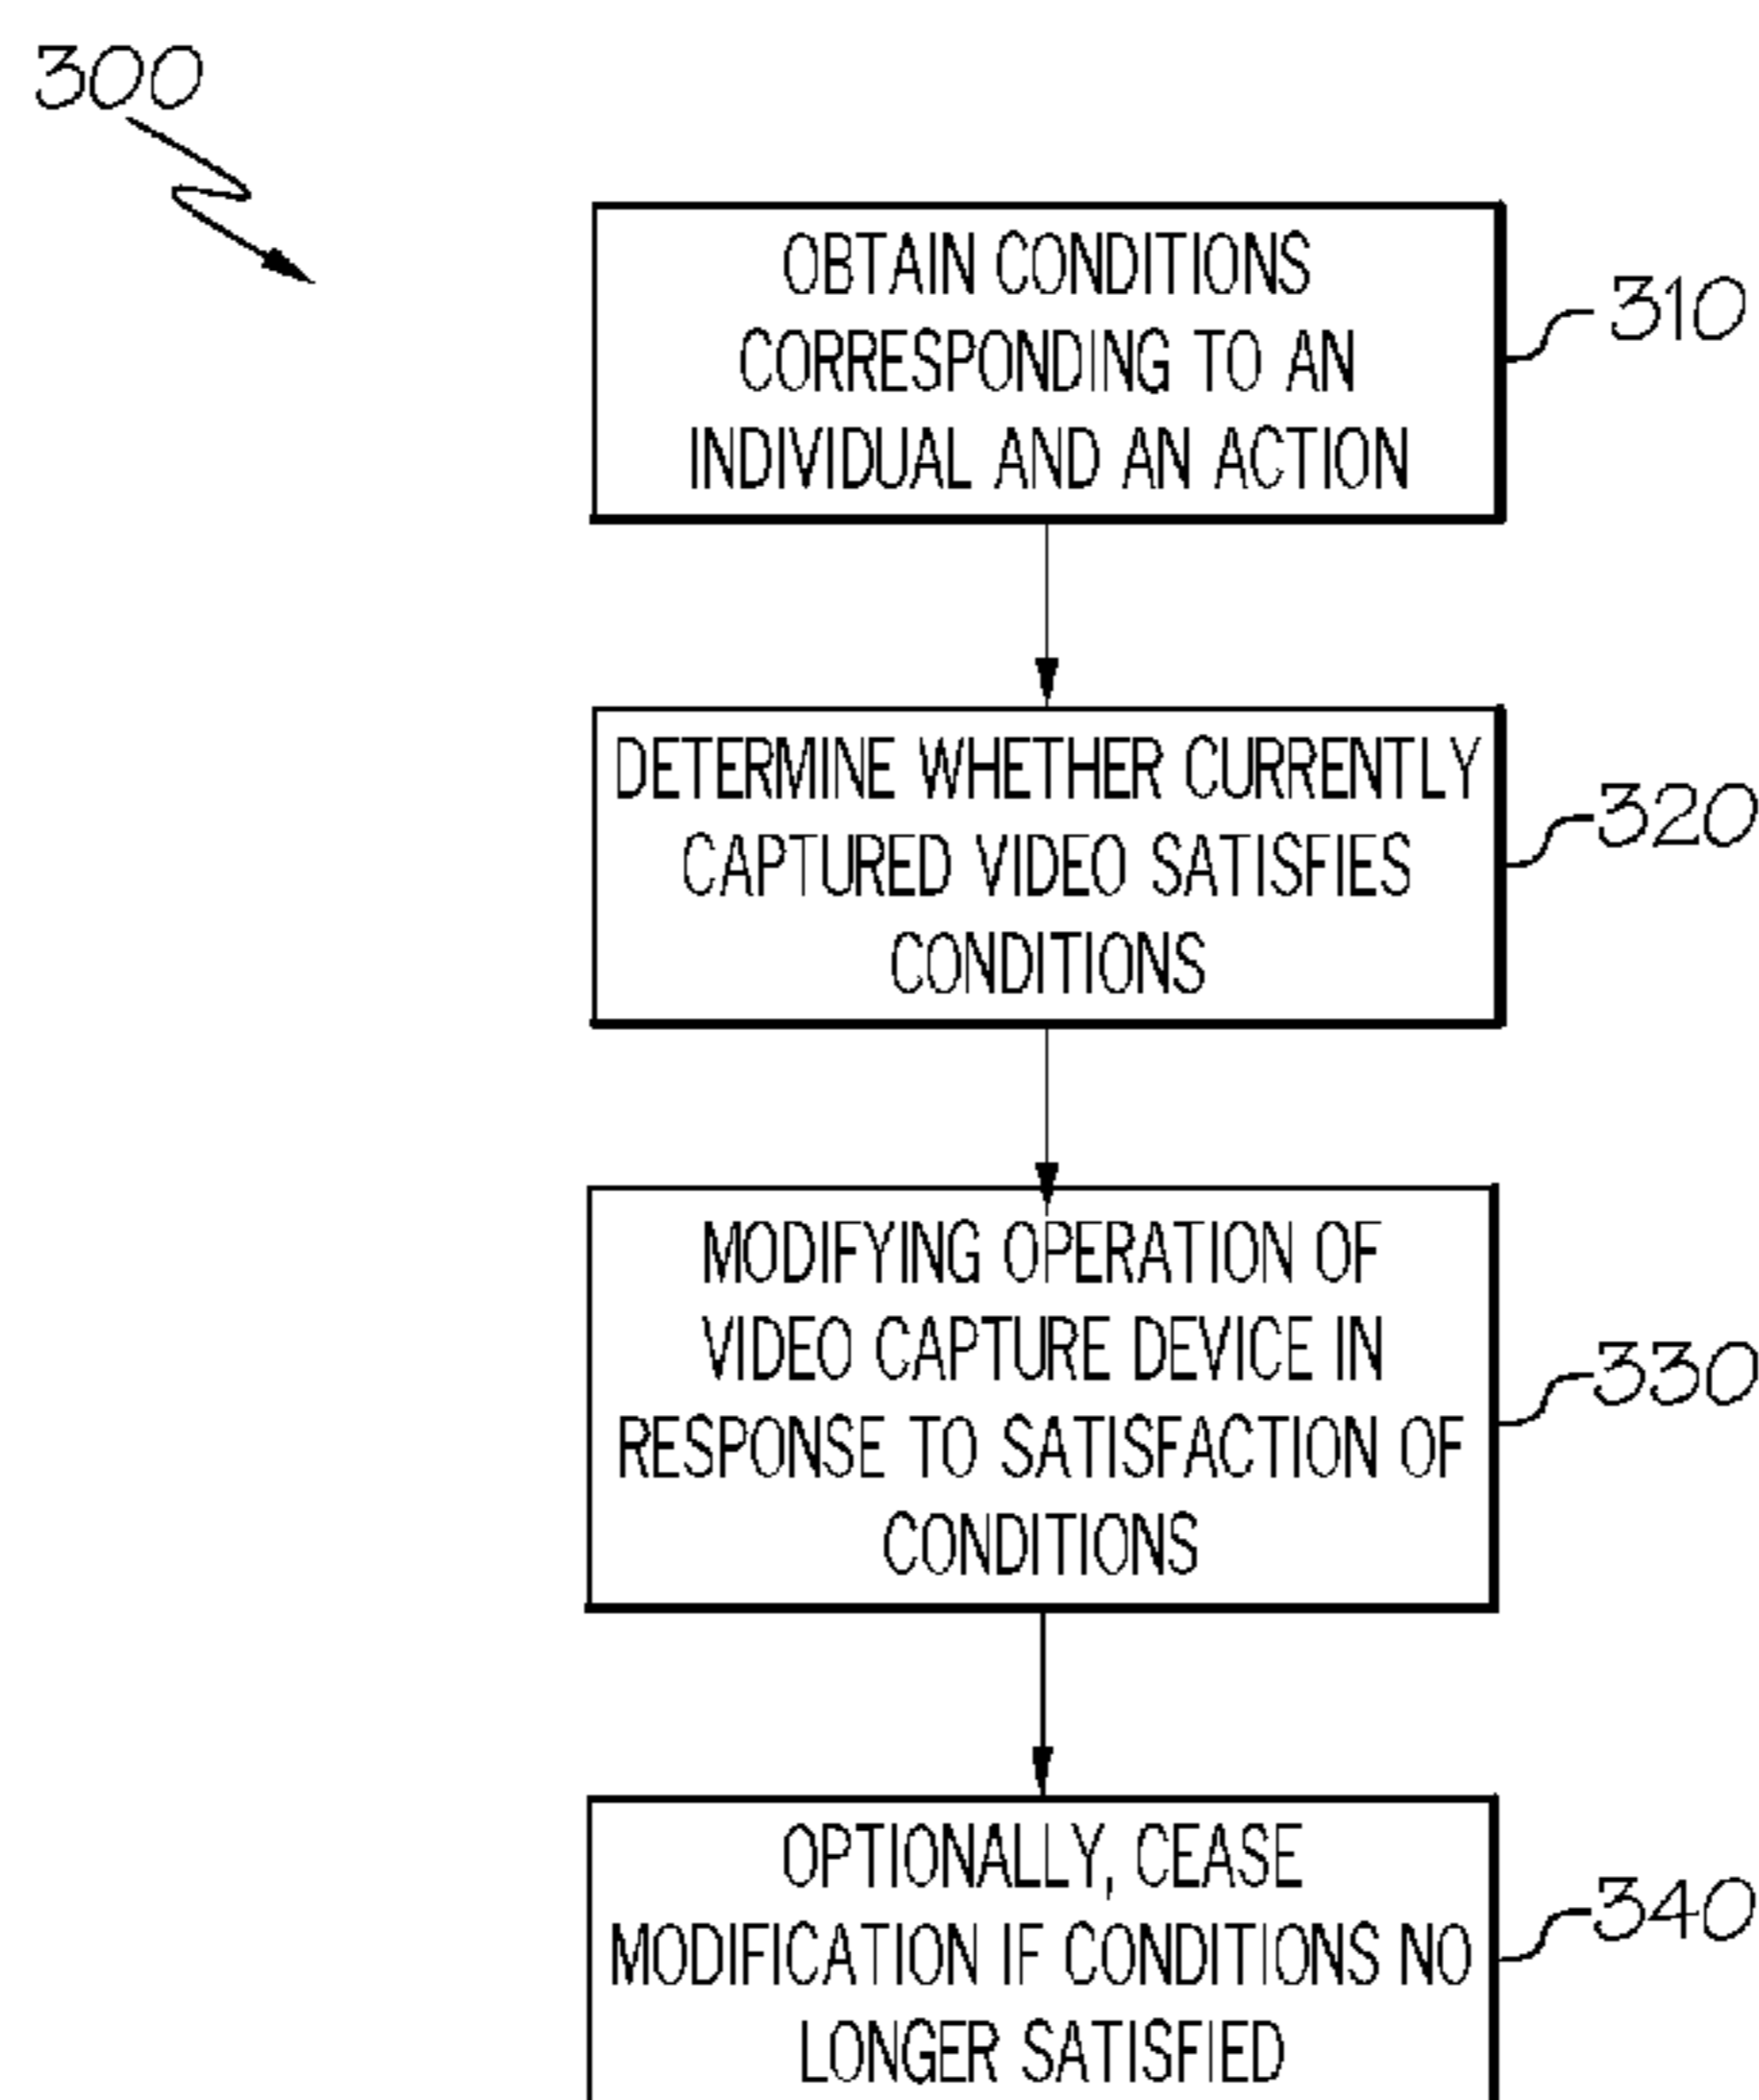 300
OBTAIN CONDITIONS
CORRESPONDING TO AN
INDIVIDUAL AND AN ACTION
310
DETERMINE WHETHER CURRENTLY
CAPTURED VIDEO SATISFIES
CONDITIONS
320
MODIFYING OPERATION OF
VIDEO CAPTURE DEVICE IN
RESPONSE TO SATISFACTION OF
CONDITIONS
330
OPTIONALLY, CEASE
MODIFICATION IF CONDITIONS NO
LONGER SATISFIED
340